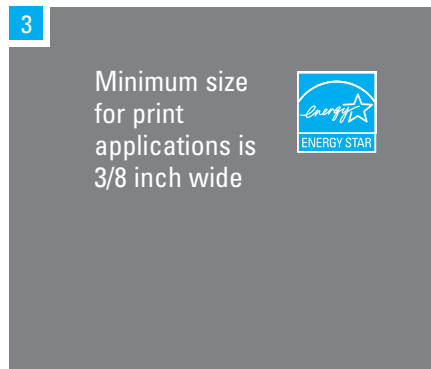 3
Minimum size
for print
applications is
3/8 inch wide
energy
ENERGY STAR